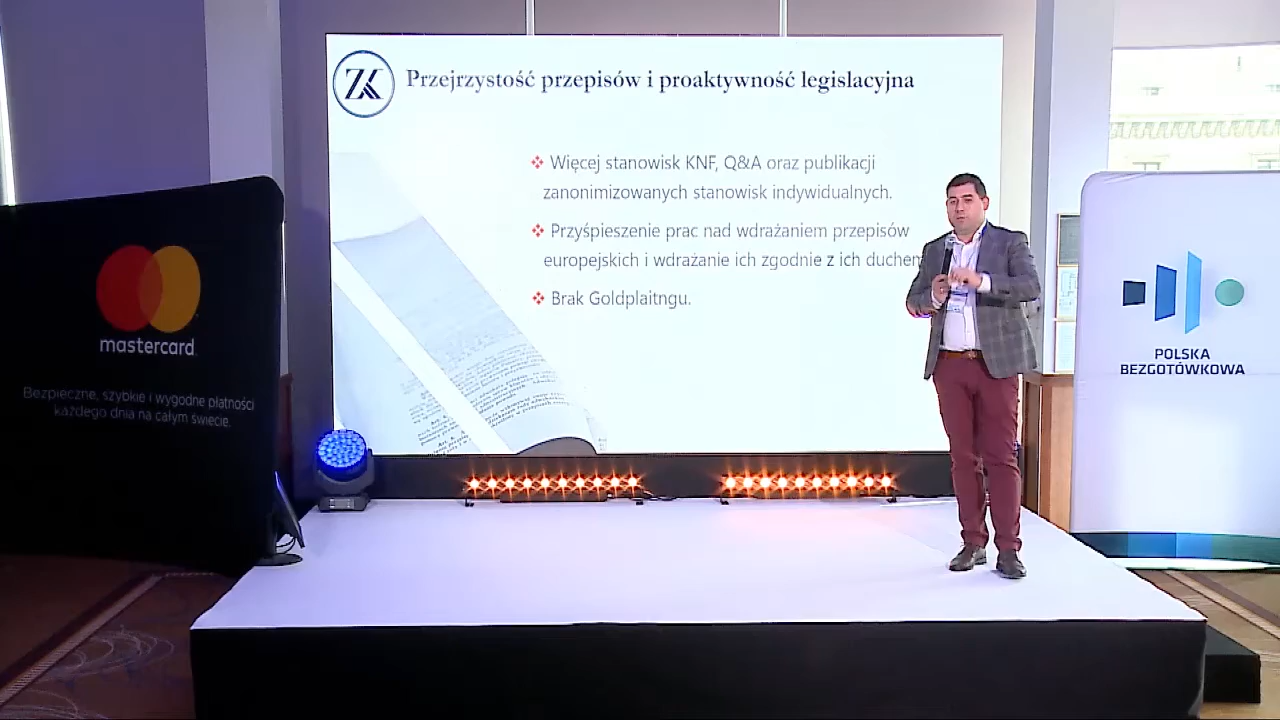 ZK
Przejrzystość przepisów i proaktywność legislacyjna
Więcej stanowisk KNF, Q&A oraz publikacji
zanonimizowanych stanowisk indywidualnych.
Przyśpieszenie prac nad wdrażaniem przepisów
europejskich i wdrażanie ich zgodnie z ich duchem
Brak Goldplaitngu.
mastercard
Bezpieczne, szybkie i wygodne płatności
każdego dnia na całym świecie.
POLSKA
BEZGOTÓWKOWA